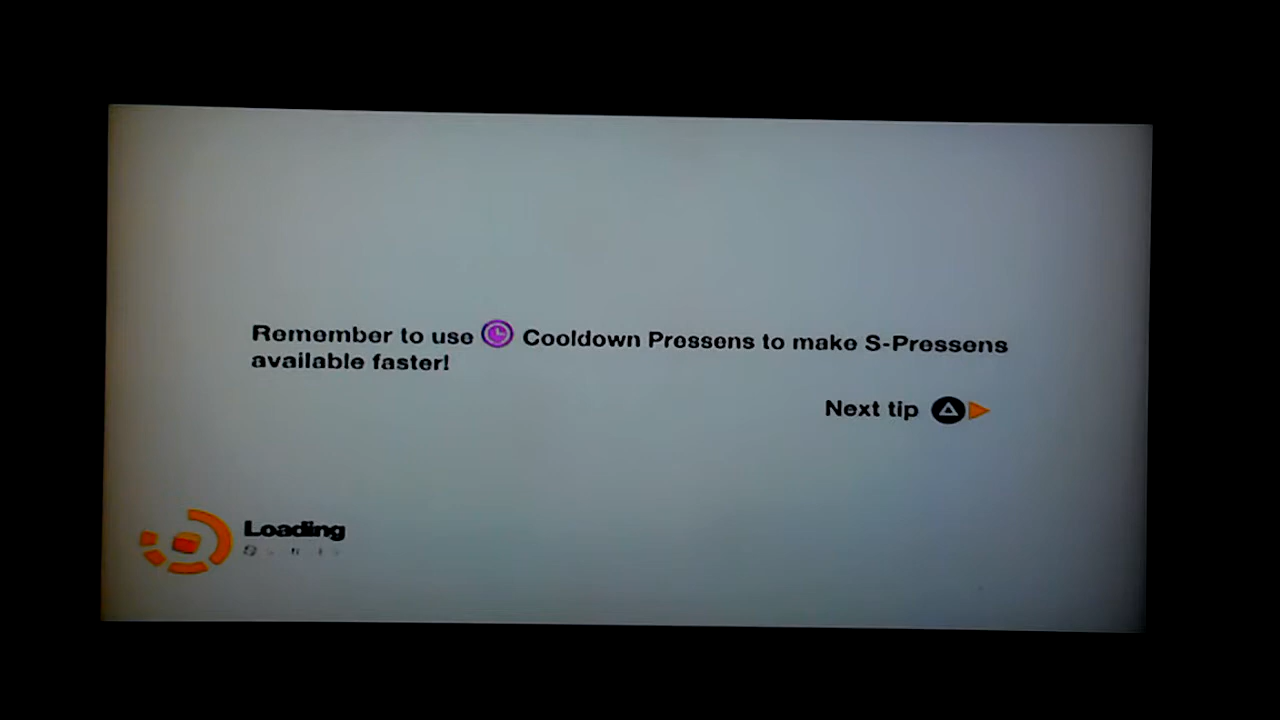 Remember to use Cooldown Pressens to make S-Pressens
available faster!
Next tip
Loading